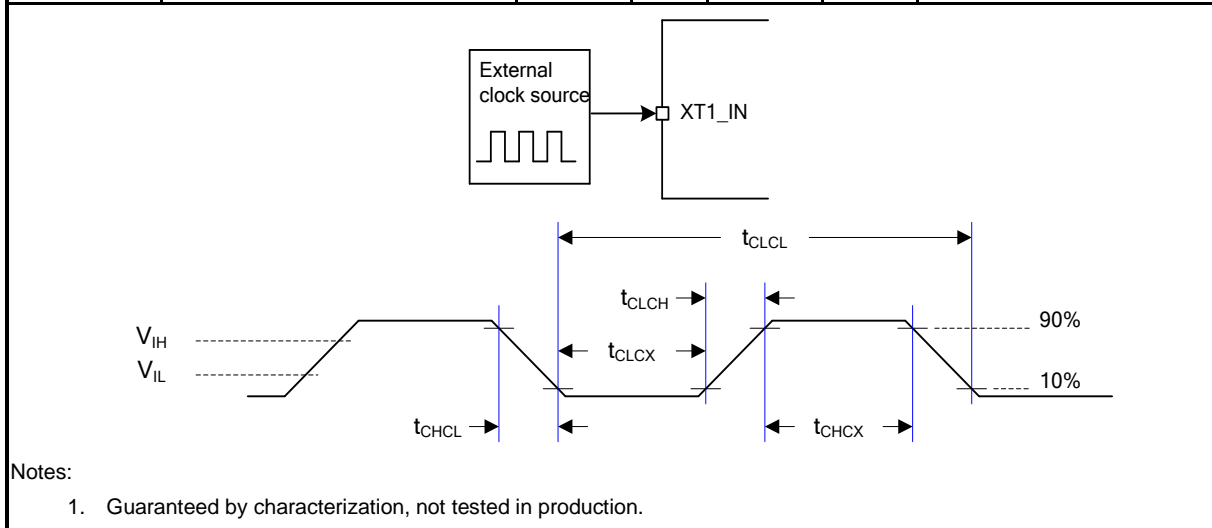 External
clock source
XT1_IN
tCLCL
tCLCH
90%
VIH
tCLCX
VIL
10%
tCHCL
tCHCX
Notes:
1. Guaranteed by characterization, not tested in production.